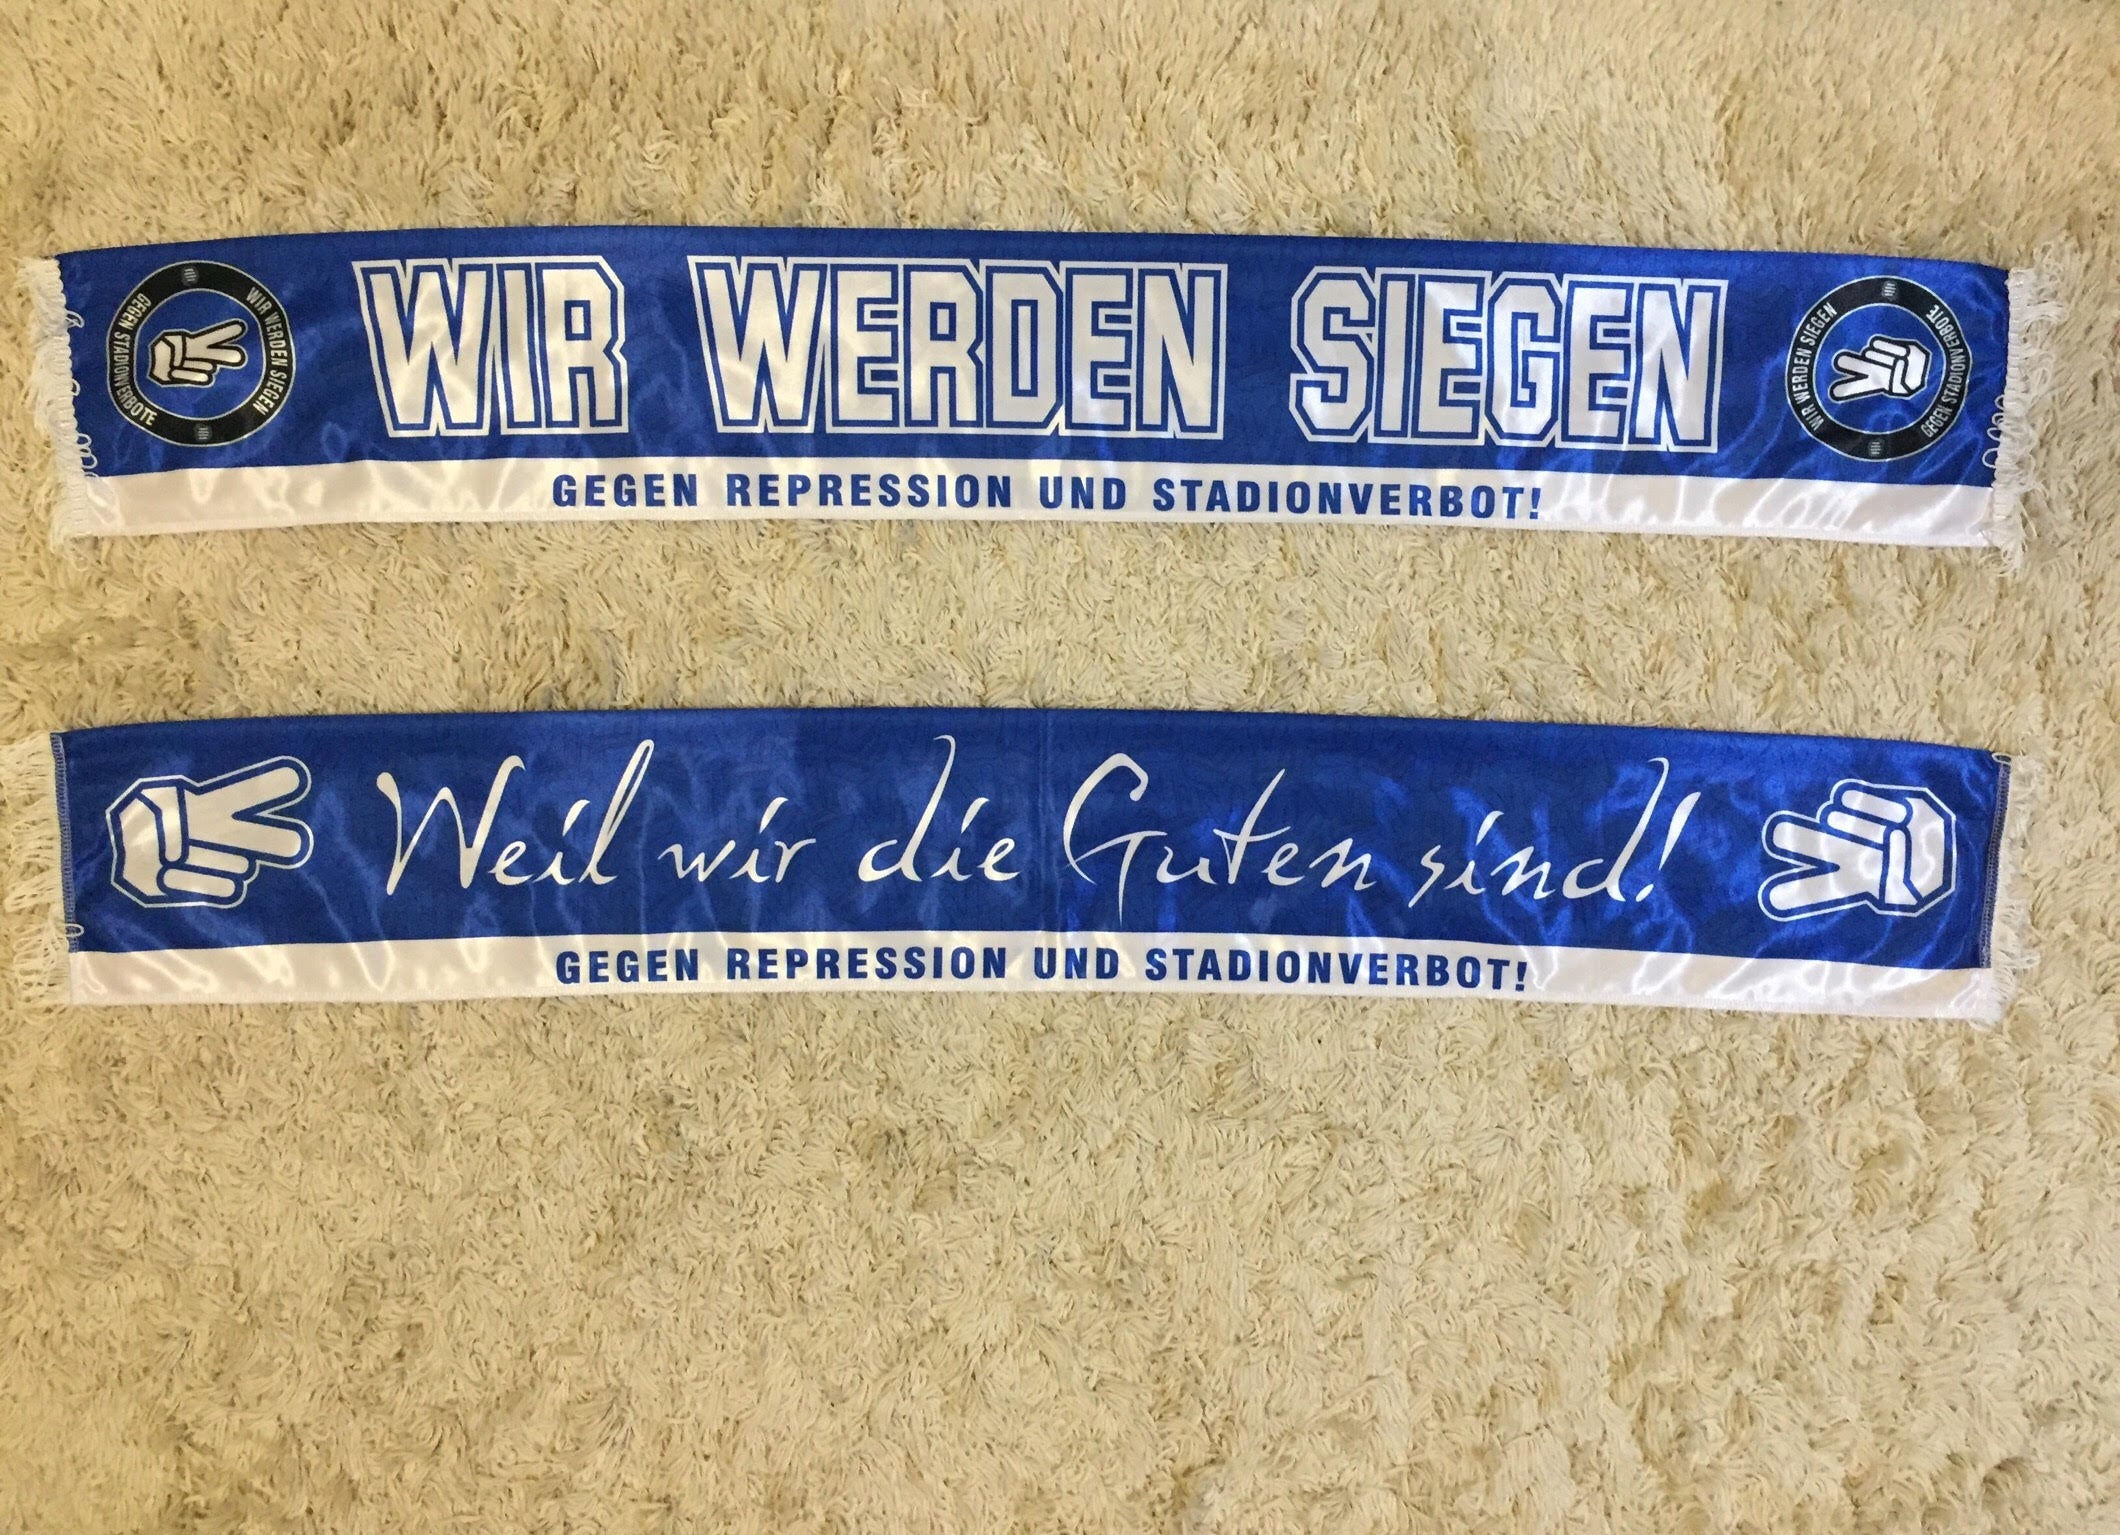 WIR WERDEN SIEGEN
GEGEN STADIONVERBOTE
WIR WERDEN SIEGEN
WIR WERDEN SIEGEN
GEGEN STADIONVERBOTE
GEGEN REPRESSION UND STADIONVERBOT!
Weil wir die Guten sind!
GEGEN REPRESSION UND STADIONVERBOT!